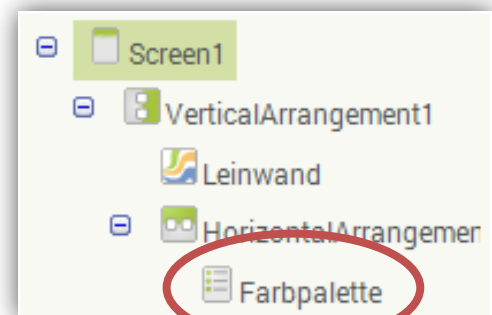 Screen1
VerticalArrangement1
Leinwand
HorizontalArrangemen
Farbpalette